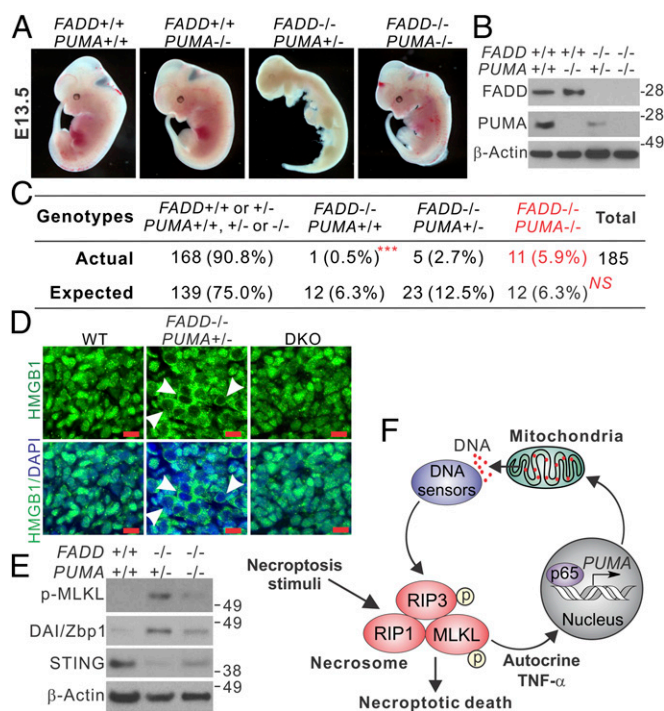 A
FADD+/+ FADD+/+ FADD-/- FADD-/-
PUMA+/+ PUMA-/- PUMA+/- PUMA-/-
E13.5
B
FADD +/+ +/+ -/- -/-
PUMA +/+ -/- +/- -/-
FADD -28
PUMA -28
-49
β-Actin
C
Genotypes FADD+/+ or +/- FADD-/- FADD-/- FADD-/- Total
PUMA+/+, +/- or -/- PUMA+/+ PUMA+/- PUMA-/-
Actual 168 (90.8%) 1 (0.5%)*** 5 (2.7%) 11 (5.9%) 185
Expected 139 (75.0%) 12 (6.3%) 23 (12.5%) 12 (6.3%) NS
D
WT FADD-/- DKO
PUMA+/-
HMGB1
HMGB1/DAPI
E
FADD +/+ -/- -/-
PUMA +/+ +/- -/-
p-MLKL
-49
DAI/Zbp1
-49
STING
-38
-49
β-Actin
F
DNA
Mitochondria
DNA
sensors
Necroptosis
stimuli
RIP3 p
RIP1 MLKL
p
Necrosome
Necroptotic death
Autocrine
TNF-α
p65 PUMA
Nucleus